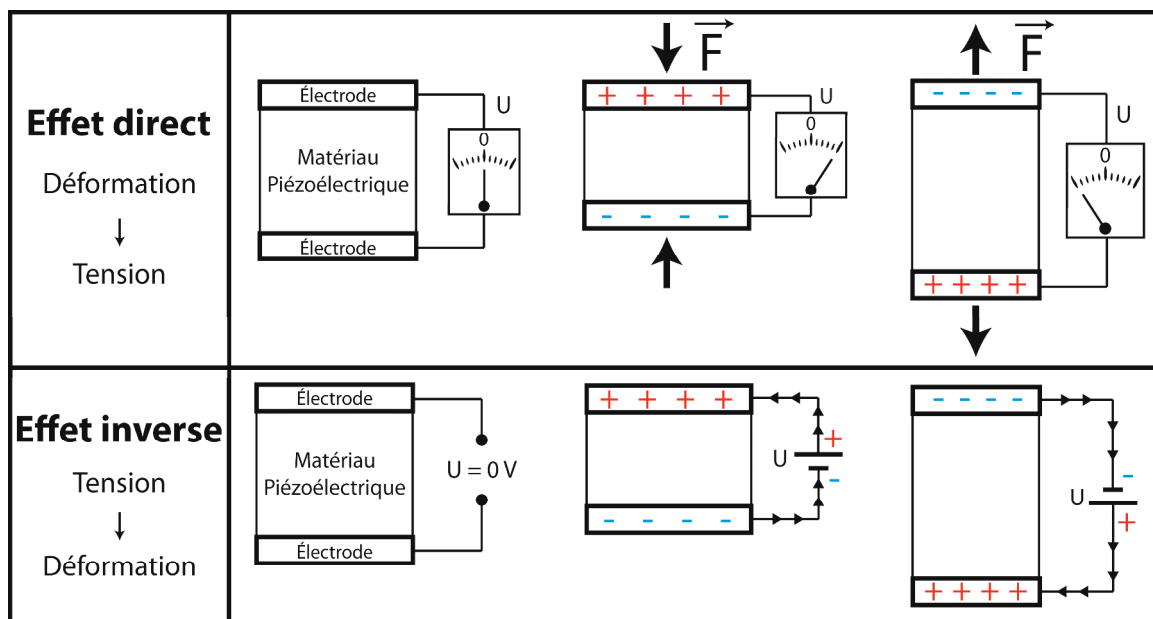 Effet direct
Déformation
Tension
Électrode
Matériau
Piézoélectrique
Électrode
U
0
F
+ + + +
- - - -
U
0
F
- - - -
+ + + +
U
0
Effet inverse
Tension
Déformation
Électrode
Matériau
Piézoélectrique
Électrode
U = 0 V
+ + + +
- - - -
U
+
-
- - - -
+ + + +
U
-
+